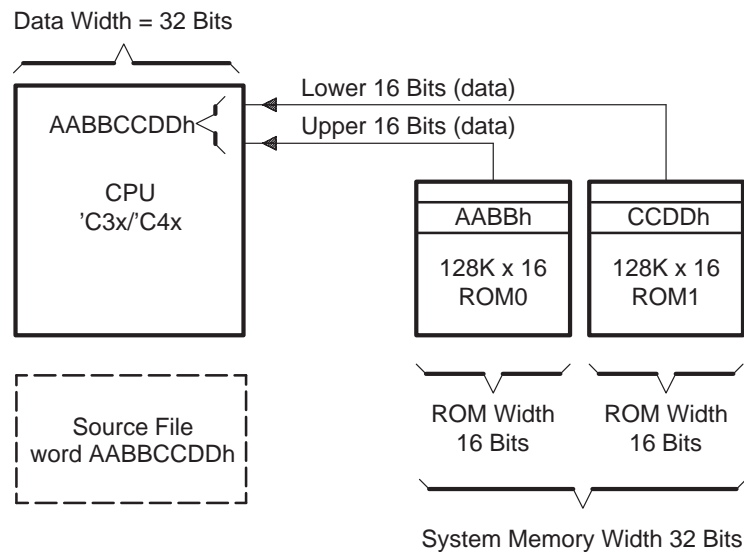 Data Width = 32 Bits
Lower 16 Bits (data)
AABBCCDDh
Upper 16 Bits (data)
CPU
'C3x/'C4x
AABBh
CCDDh
128K x 16
ROM0
128K x 16
ROM1
Source File
word AABBCCDDh
ROM Width
16 Bits
ROM Width
16 Bits
System Memory Width 32 Bits